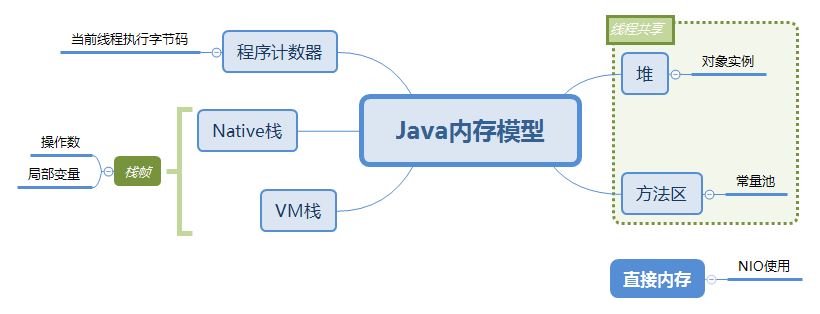 当前线程执行字节码
程序计数器
Native栈
操作数
局部变量
栈帧
VM栈
Java内存模型
线程共享
堆
对象实例
方法区
常量池
直接内存
NIO使用